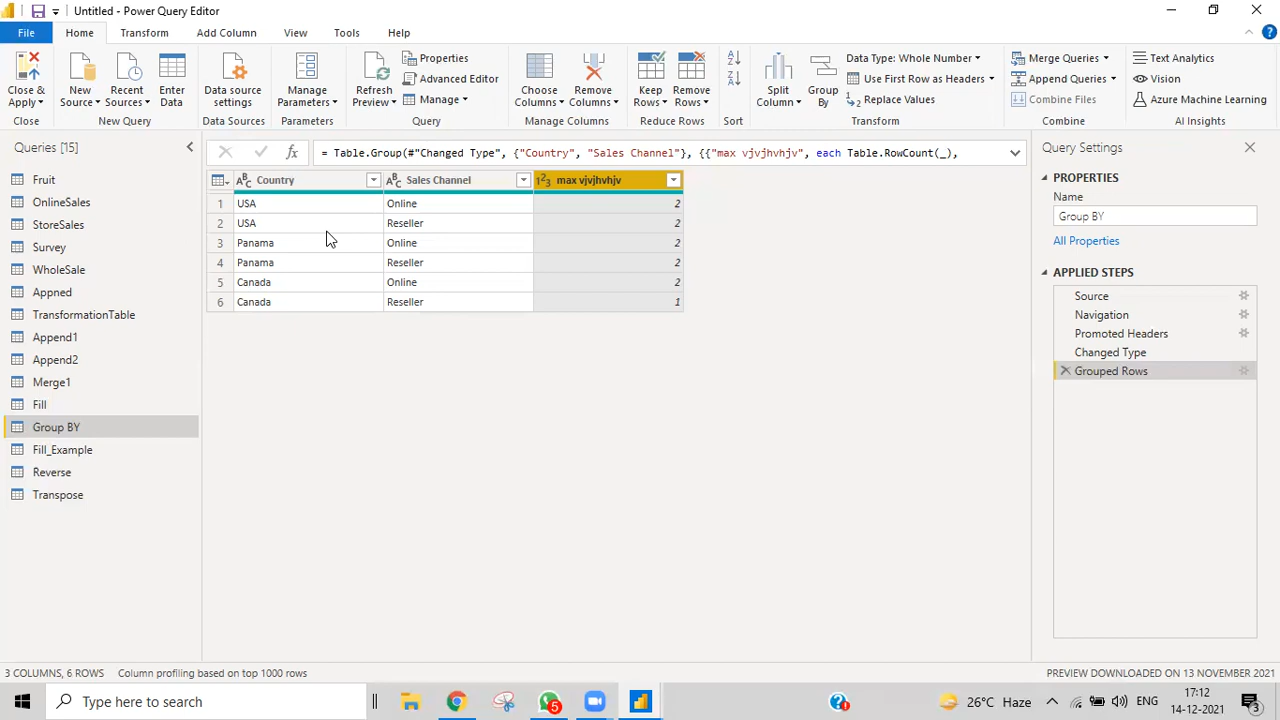 Untitled - Power Query Editor
File Home Transform Add Column View Tools Help
Close & Apply New Source Recent Sources Enter Data Data source settings Manage Parameters Refresh Preview Properties Advanced Editor Manage Choose Columns Remove Columns Keep Rows Remove Rows Split Column Group By Data Type: Whole Number Use First Row as Headers Replace Values Merge Queries Append Queries Combine Files Text Analytics Vision Azure Machine Learning
Close New Query Data Sources Parameters Query Manage Columns Reduce Rows Sort Transform Combine AI Insights
Queries [15]
Fruit
OnlineSales
StoreSales
Survey
WholeSale
Appned
TransformationTable
Append1
Append2
Merge1
Fill
Group BY
Fill_Example
Reverse
Transpose
fx = Table.Group(#"Changed Type", {"Country", "Sales Channel"}, {{"max vjvjhvhjv", each Table.RowCount(_),
ABC Country ABC Sales Channel 123 max vjvjhvhjv
1 USA Online 2
2 USA Reseller 2
3 Panama Online 2
4 Panama Reseller 2
5 Canada Online 2
6 Canada Reseller 1
Query Settings
PROPERTIES
Name
Group BY
All Properties
APPLIED STEPS
Source
Navigation
Promoted Headers
Changed Type
Grouped Rows
3 COLUMNS, 6 ROWS Column profiling based on top 1000 rows PREVIEW DOWNLOADED ON 13 NOVEMBER 2021
Type here to search 5 26°C Haze ENG 17:12
14-12-2021 3